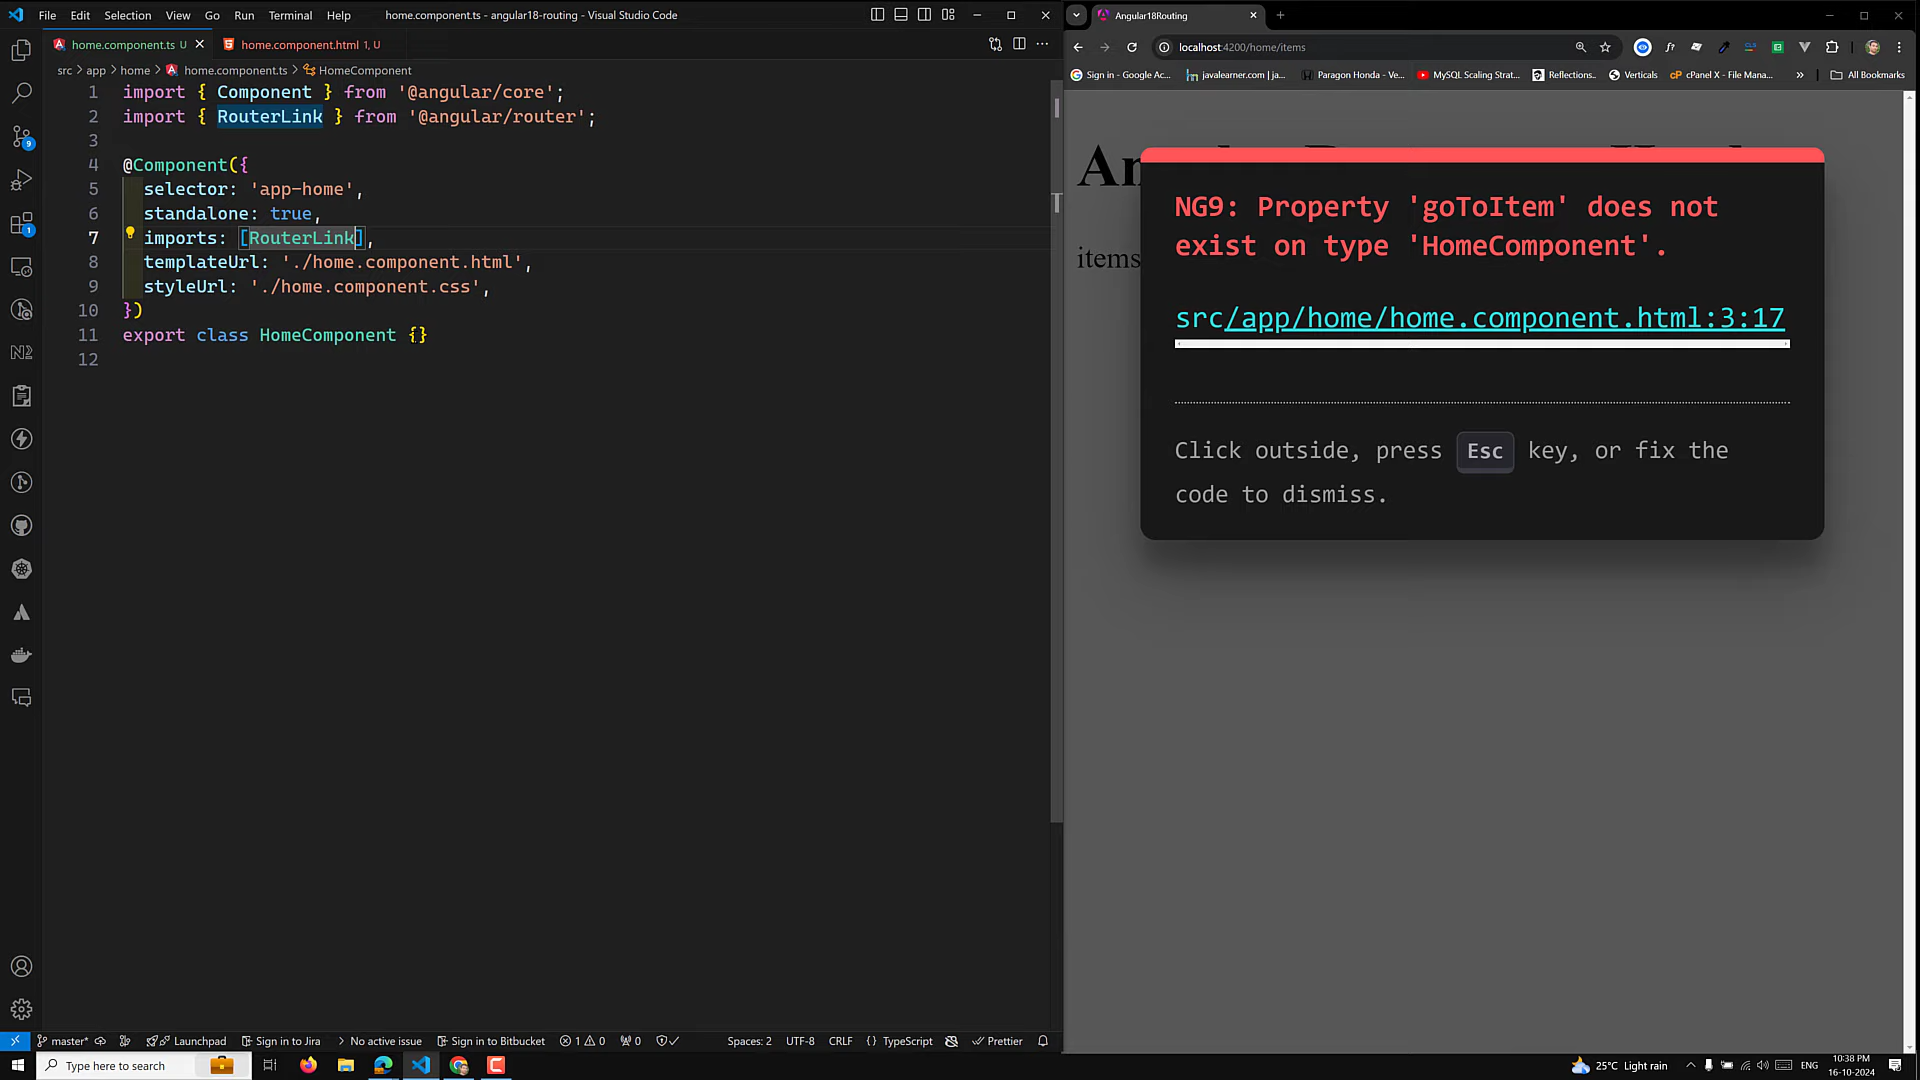 File Edit Selection View Go Run Terminal Help
home.component.ts - angular18-routing - Visual Studio Code
home.component.ts U
home.component.html 1, U
src > app > home > home.component.ts > HomeComponent
1 import { Component } from '@angular/core';
2 import { RouterLink } from '@angular/router';
3
4 @Component({
5 selector: 'app-home',
6 standalone: true,
7 imports: [RouterLink],
8 templateUrl: './home.component.html',
9 styleUrl: './home.component.css',
10 })
11 export class HomeComponent {}
12
9
1
master*
Launchpad
Sign in to Jira
No active issue
Sign in to Bitbucket
1 0
0
Spaces: 2
UTF-8
CRLF
{ } TypeScript
Prettier
Angular18Routing
localhost:4200/home/items
Sign in - Google Ac...
javalearner.com | ja...
Paragon Honda - Ve...
MySQL Scaling Strat...
Reflections..
Verticals
cPanel X - File Mana...
All Bookmarks
An
items
NG9: Property 'goToItem' does not
exist on type 'HomeComponent'.
src/app/home/home.component.html:3:17
Click outside, press Esc key, or fix the
code to dismiss.
Type here to search
25°C Light rain
ENG
10:38 PM
16-10-2024